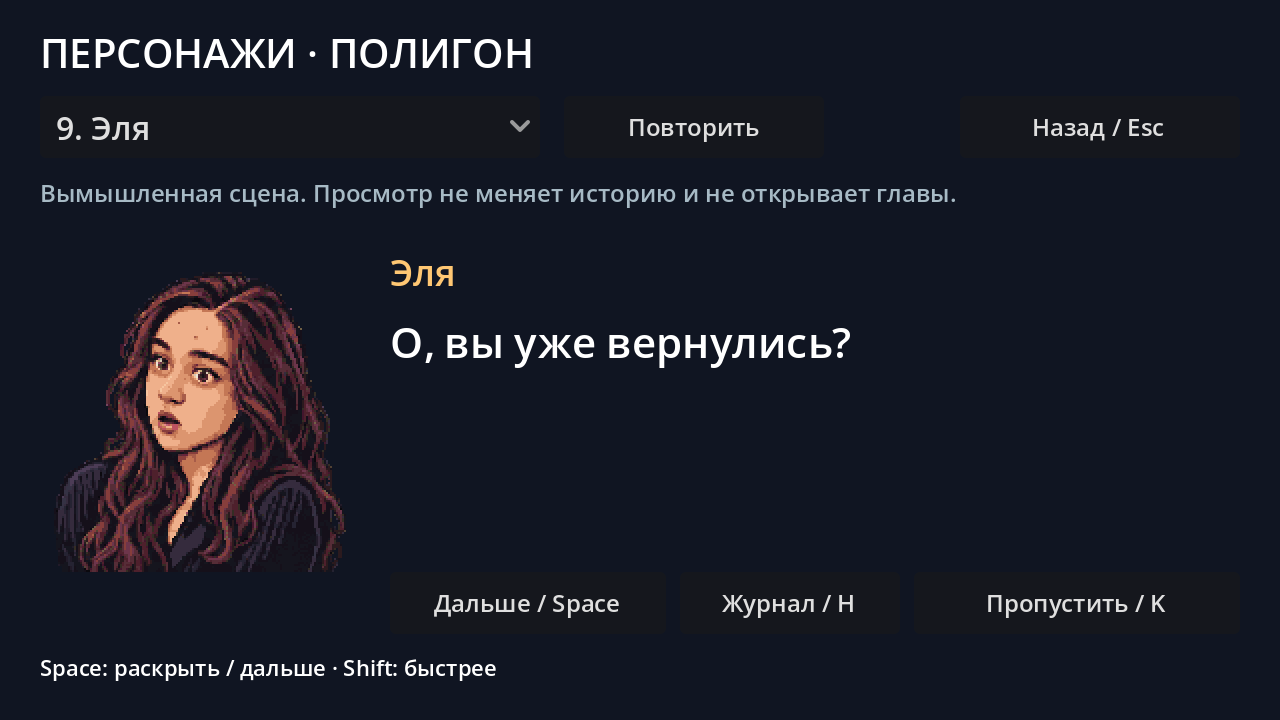 ПЕРСОНАЖИ · ПОЛИГОН
9. Эля
Повторить
Назад / Esc
Вымышленная сцена. Просмотр не меняет историю и не открывает главы.
Эля
О, вы уже вернулись?
Дальше / Space
Журнал / H
Пропустить / K
Space: раскрыть / дальше · Shift: быстрее